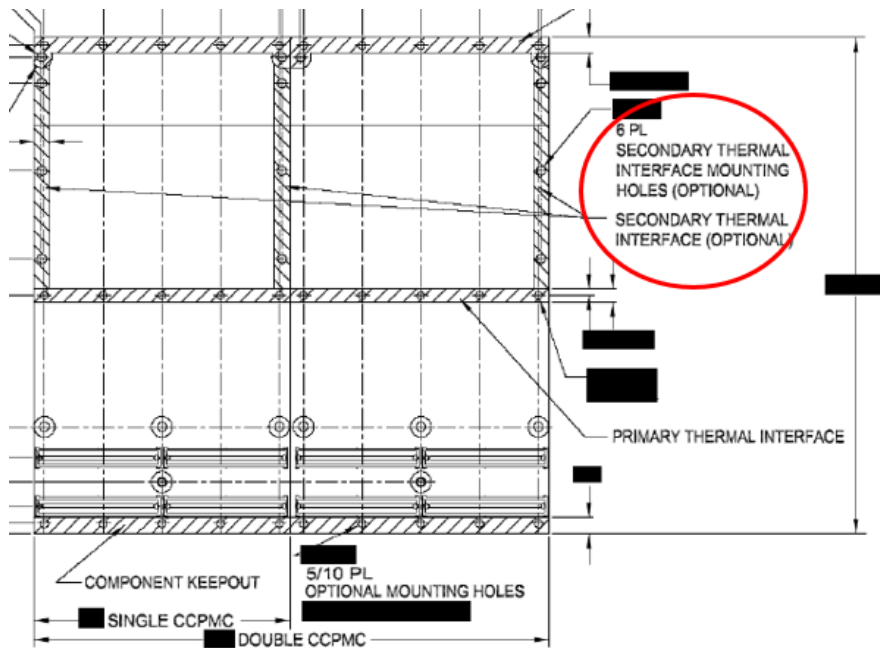 6 PL
SECONDARY THERMAL
INTERFACE MOUNTING
HOLES (OPTIONAL)
SECONDARY THERMAL
INTERFACE (OPTIONAL)
PRIMARY THERMAL INTERFACE
COMPONENT KEEPOUT
5/10 PL
OPTIONAL MOUNTING HOLES
SINGLE CCPMC
DOUBLE CCPMC